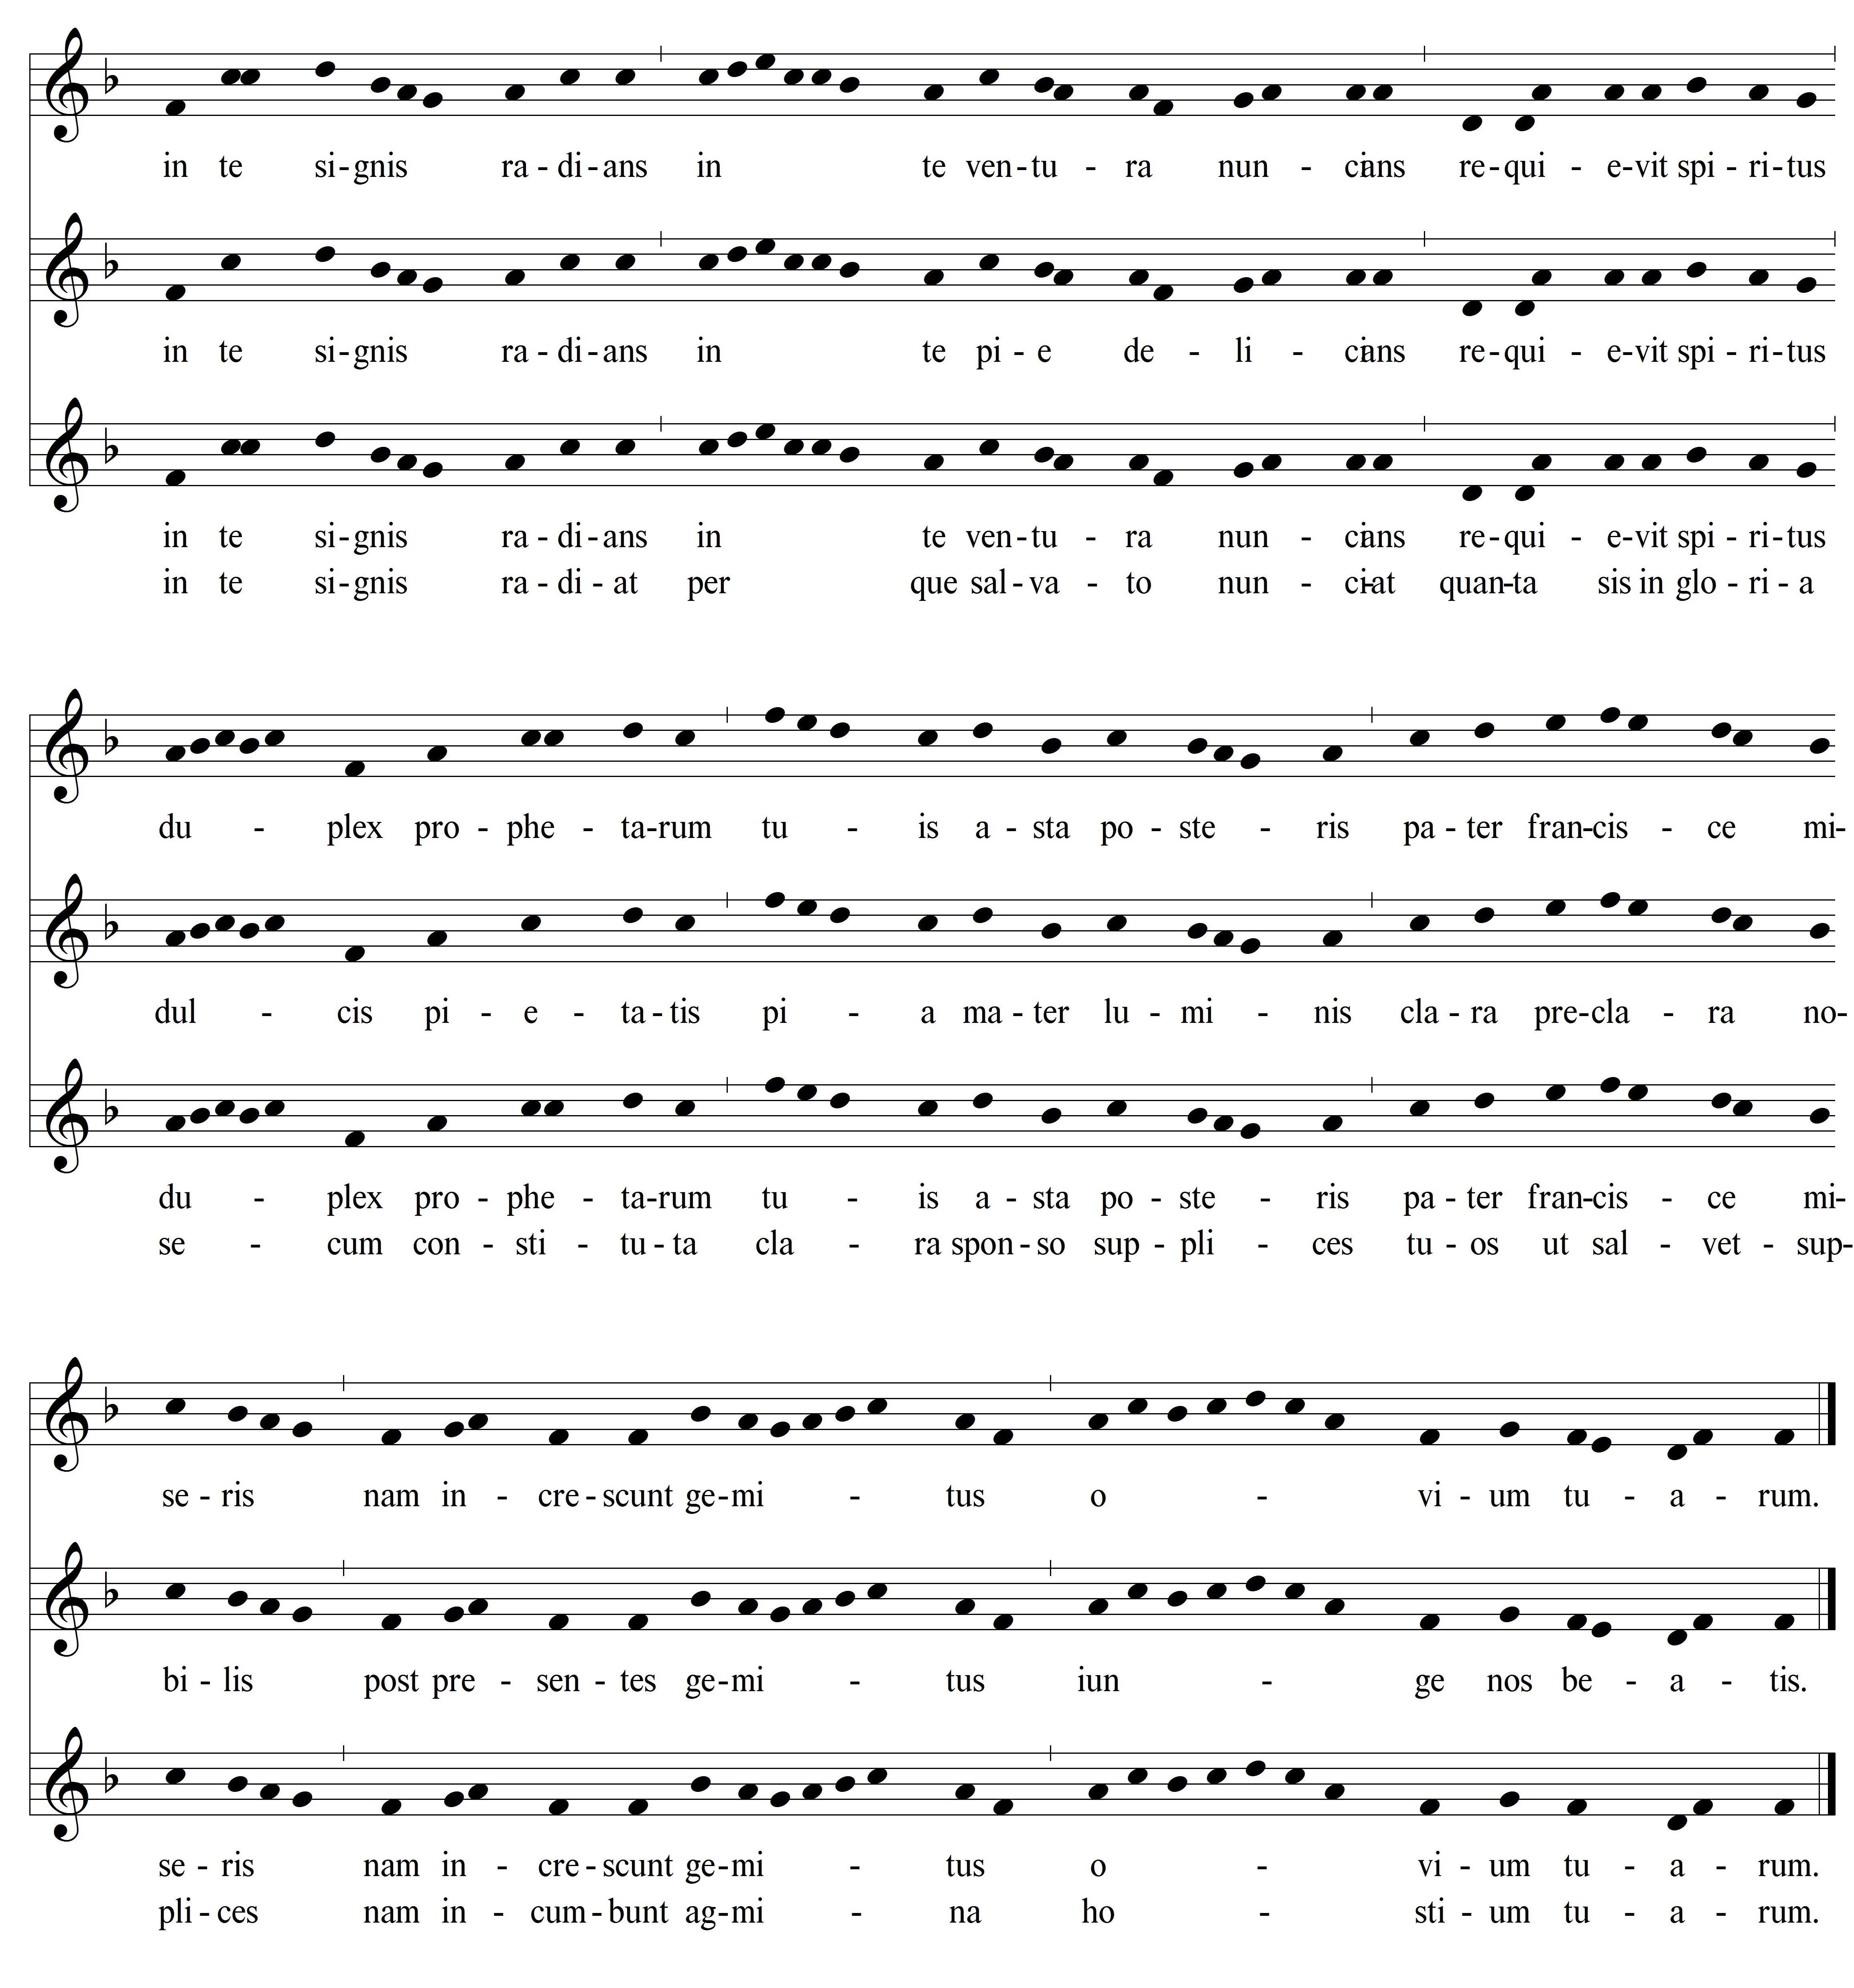 in te si-gnis ra-di-ans in te ven-tu-ra nun-cians re-qui-e-vit spi-ri-tus
in te si-gnis ra-di-ans in te pi-e de-li-cians re-qui-e-vit spi-ri-tus
in te si-gnis ra-di-ans in te ven-tu-ra nun-cians re-qui-e-vit spi-ri-tus
in te si-gnis ra-di-at per que sal-va-to nun-ci-at quan-ta sis in glo-ri-a
du-plex pro-phe-ta-rum tu-is a-sta po-ste-ris pa-ter fran-cis-ce mi-
dul-cis pi-e-ta-tis pi-a ma-ter lu-mi-nis cla-ra pre-cla-ra no-
du-plex pro-phe-ta-rum tu-is a-sta po-ste-ris pa-ter fran-cis-ce mi-
se-cum con-sti-tu-ta cla-ra spon-so sup-pli-ces tu-os ut sal-vet-sup-
se-ris nam in-cre-scunt ge-mi-tus o-vi-um tu-a-rum.
bi-lis post pre-sen-tes ge-mi-tus iun-ge nos be-a-tis.
se-ris nam in-cre-scunt ge-mi-tus o-vi-um tu-a-rum.
pli-ces nam in-cum-bunt ag-mi-na ho-sti-um tu-a-rum.